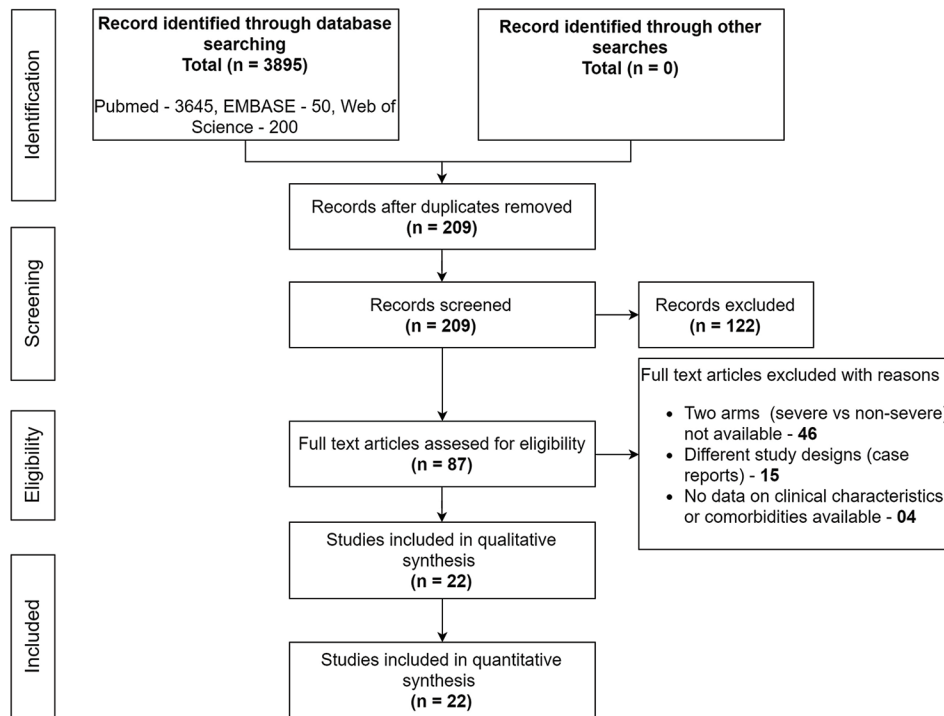 Identification
Record identified through database
searching
Total (n = 3895)
Pubmed - 3645, EMBASE - 50, Web of
Science - 200
Record identified through other
searches
Total (n = 0)
Records after duplicates removed
(n = 209)
Screening
Records screened
(n = 209)
Records excluded
(n = 122)
Eligibility
Full text articles assesed for eligibility
(n = 87)
Full text articles excluded with reasons
• Two arms (severe vs non-severe)
not available - 46
• Different study designs (case
reports) - 15
• No data on clinical characteristics
or comorbidities available - 04
Included
Studies included in qualitative
synthesis
(n = 22)
Studies included in quantitative
synthesis
(n = 22)